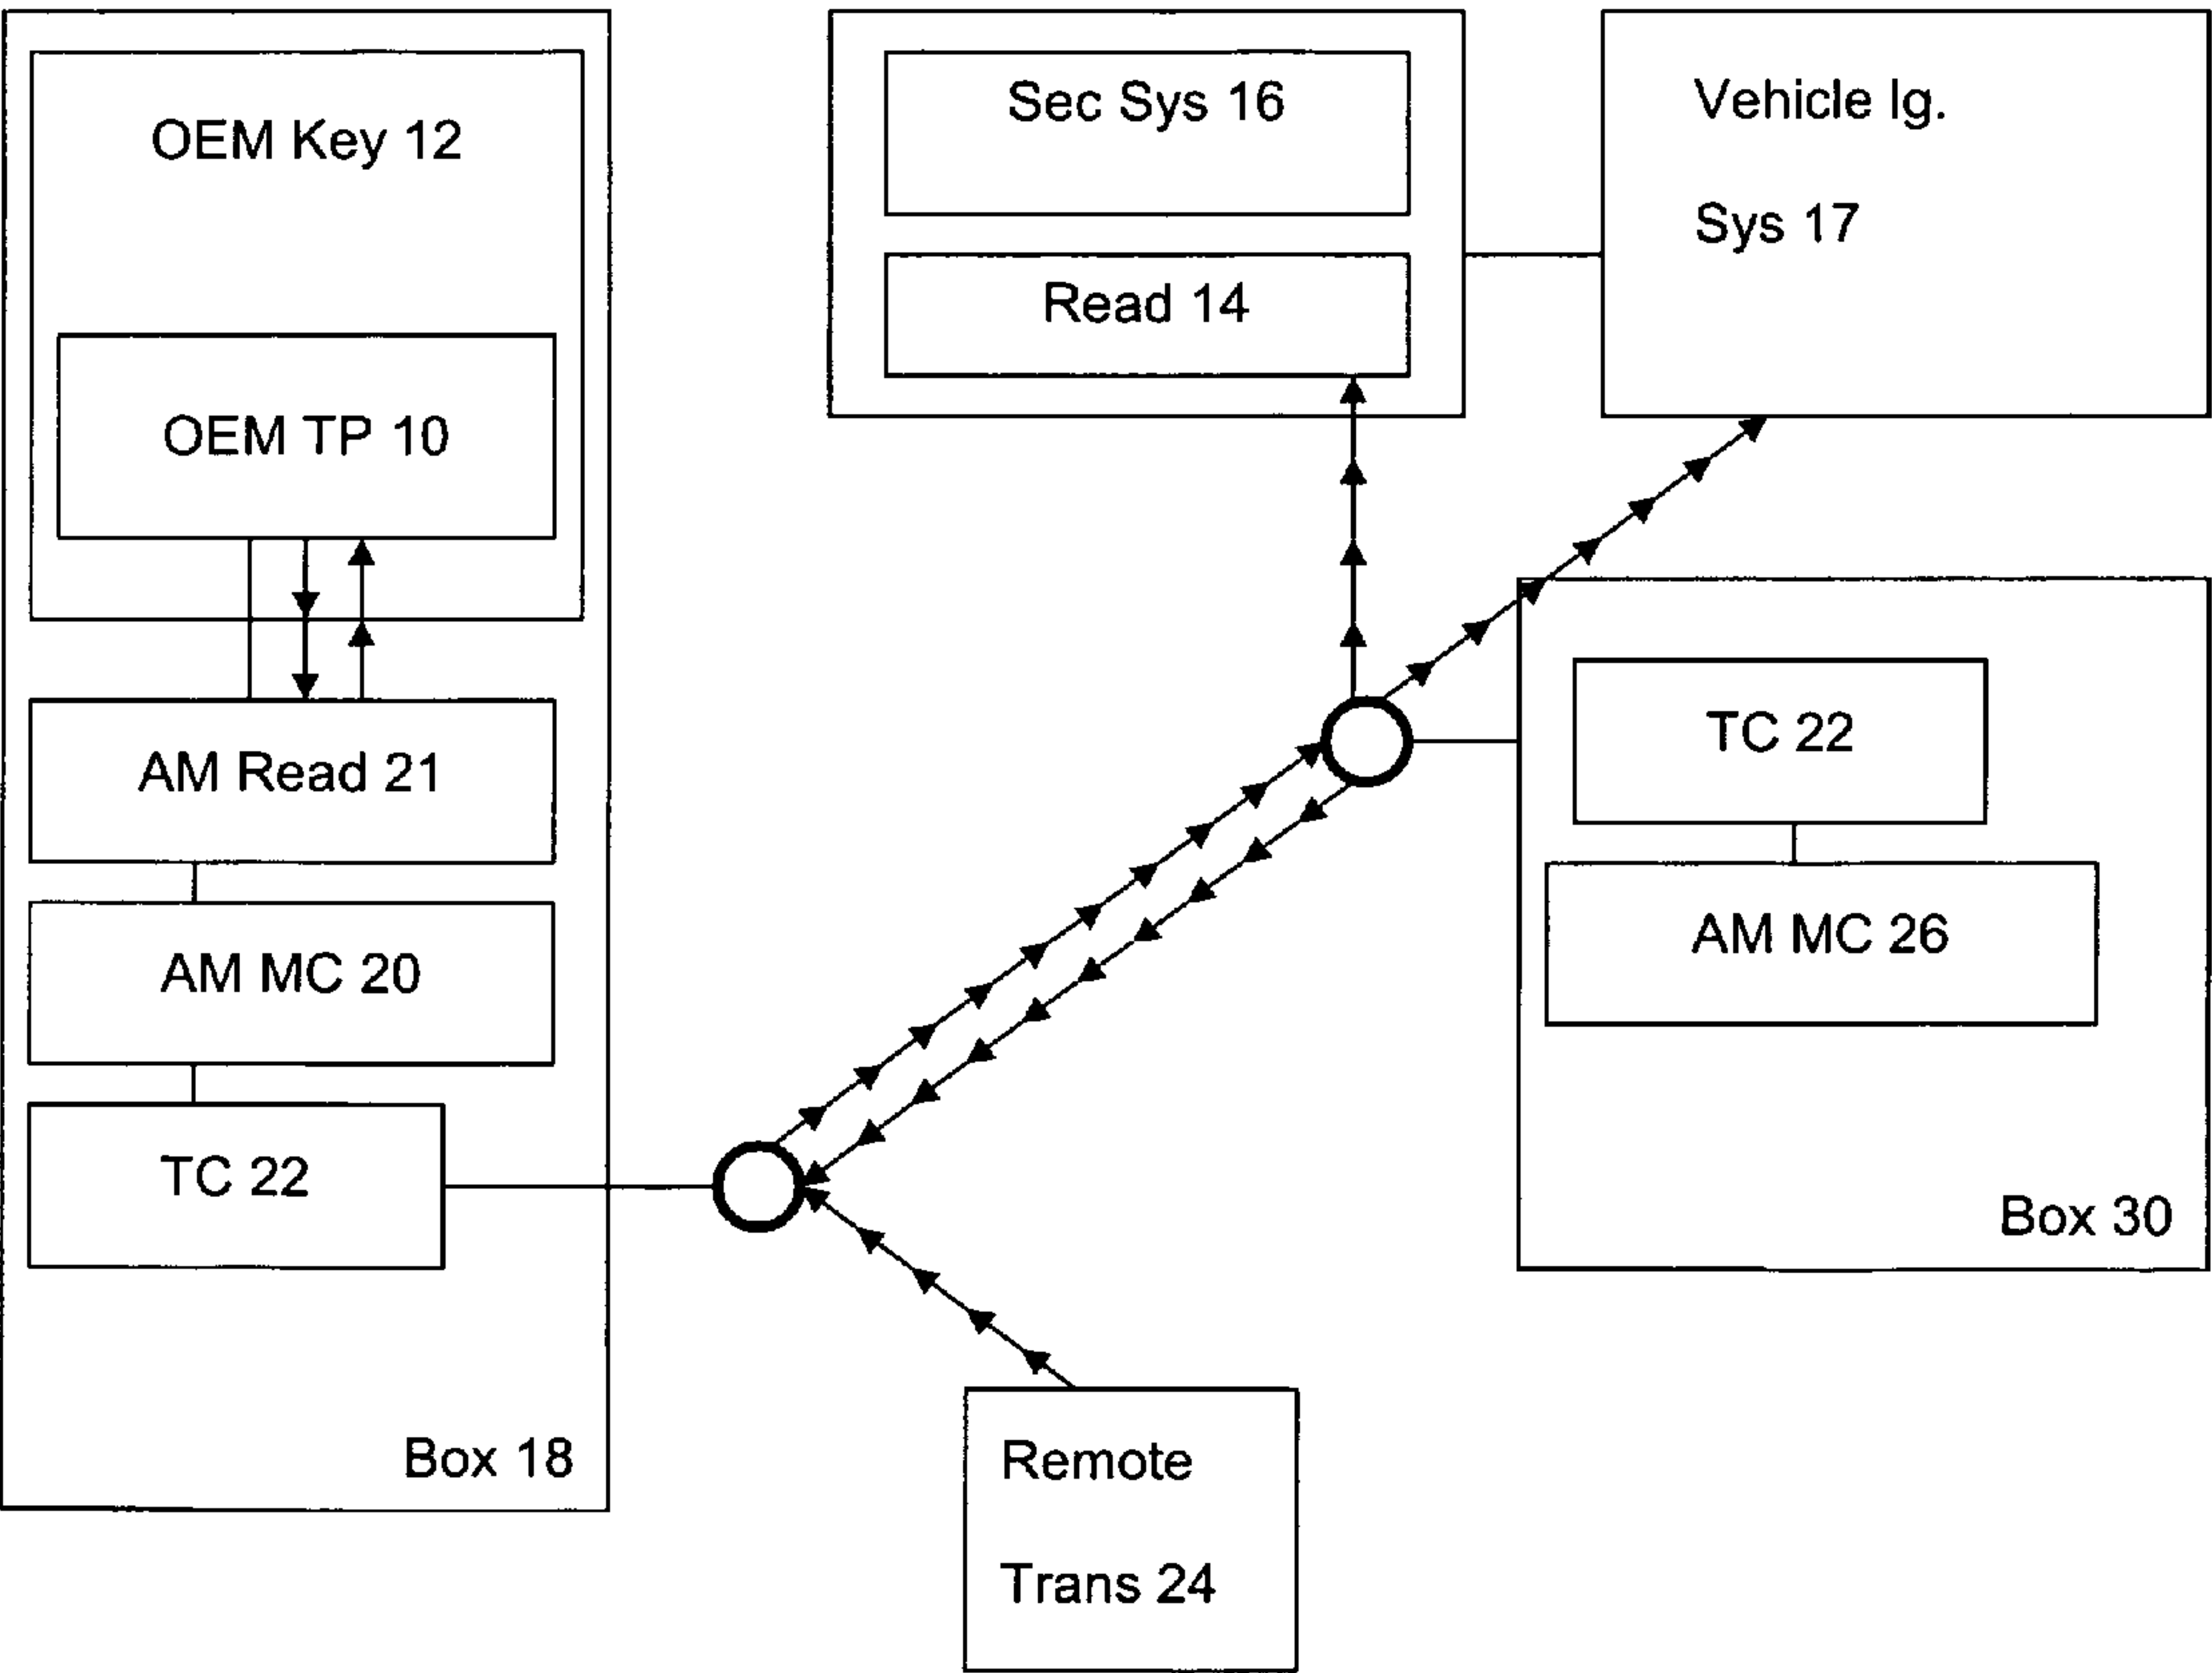 OEM Key 12
OEM TP 10
AM Read 21
AM MC 20
TC 22
Box 18
Sec Sys 16
Read 14
Vehicle Ig.
Sys 17
TC 22
AM MC 26
Box 30
Remote
Trans 24